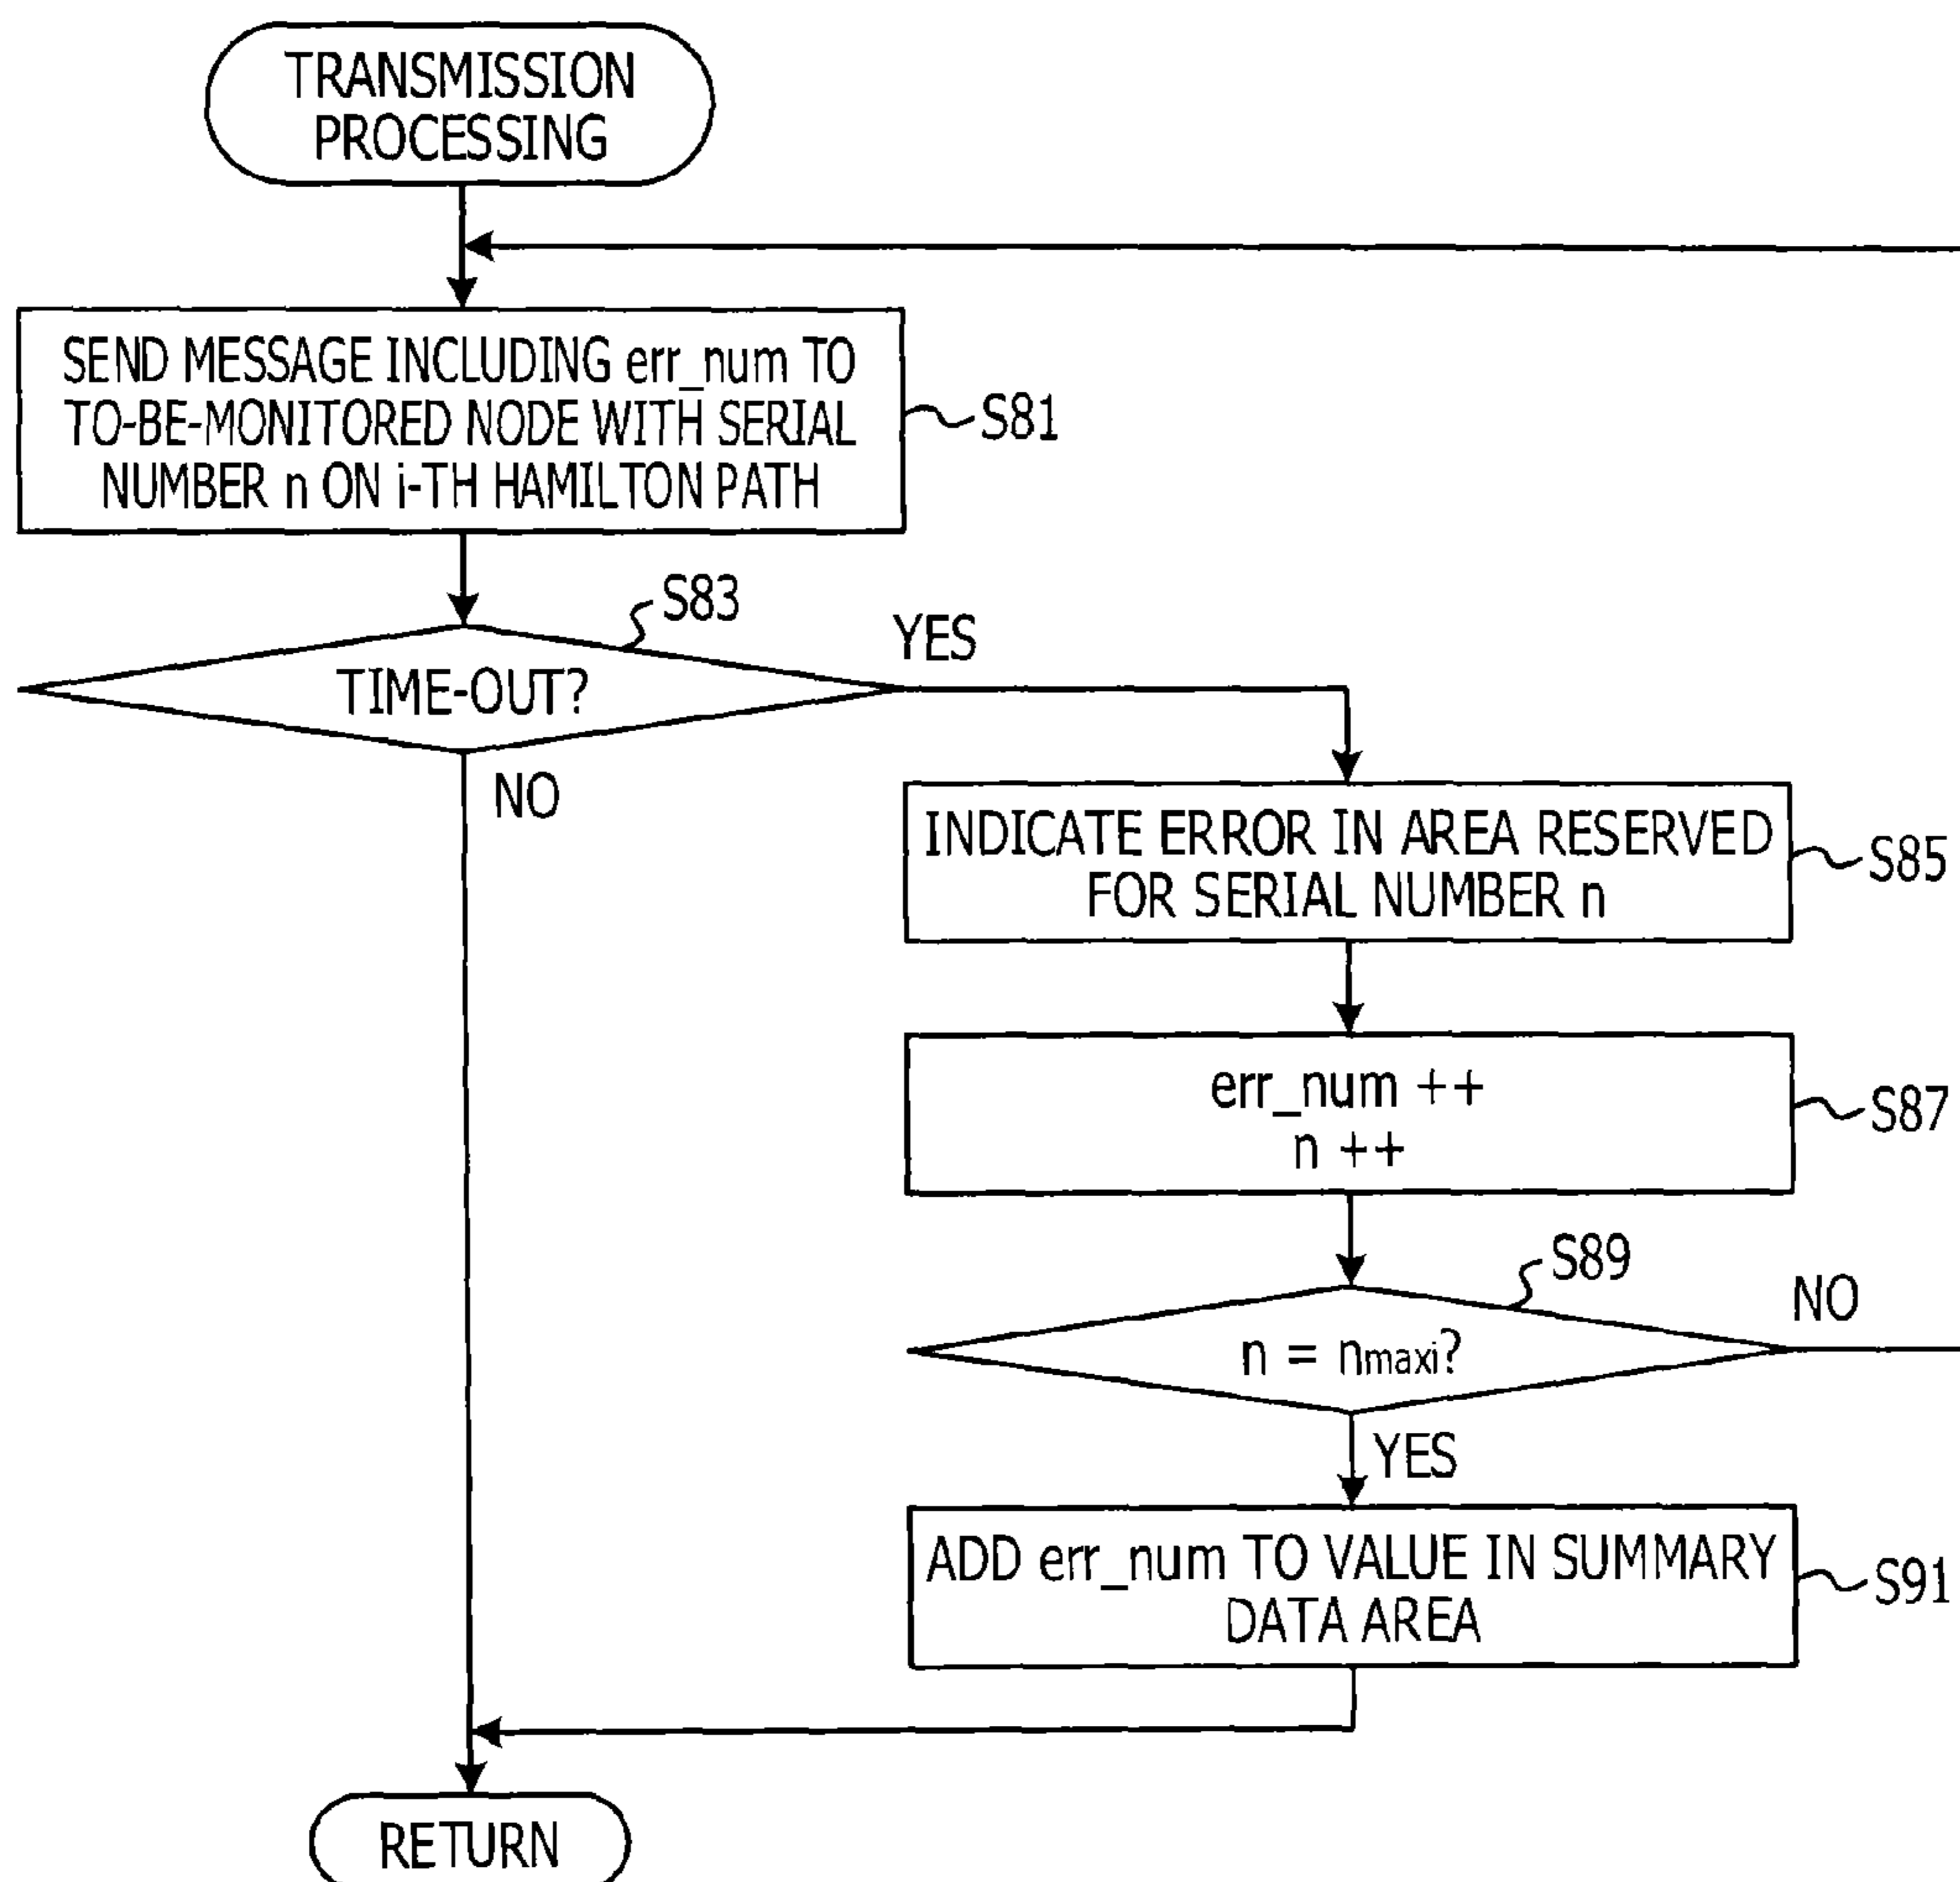 TRANSMISSION
PROCESSING
SEND MESSAGE INCLUDING err_num TO
TO-BE-MONITORED NODE WITH SERIAL
NUMBER n ON i-TH HAMILTON PATH
S81
S83
TIME-OUT?
YES
NO
INDICATE ERROR IN AREA RESERVED
FOR SERIAL NUMBER n
S85
err_num ++
n ++
S87
S89
n = nmaxi?
NO
YES
ADD err_num TO VALUE IN SUMMARY
DATA AREA
S91
RETURN